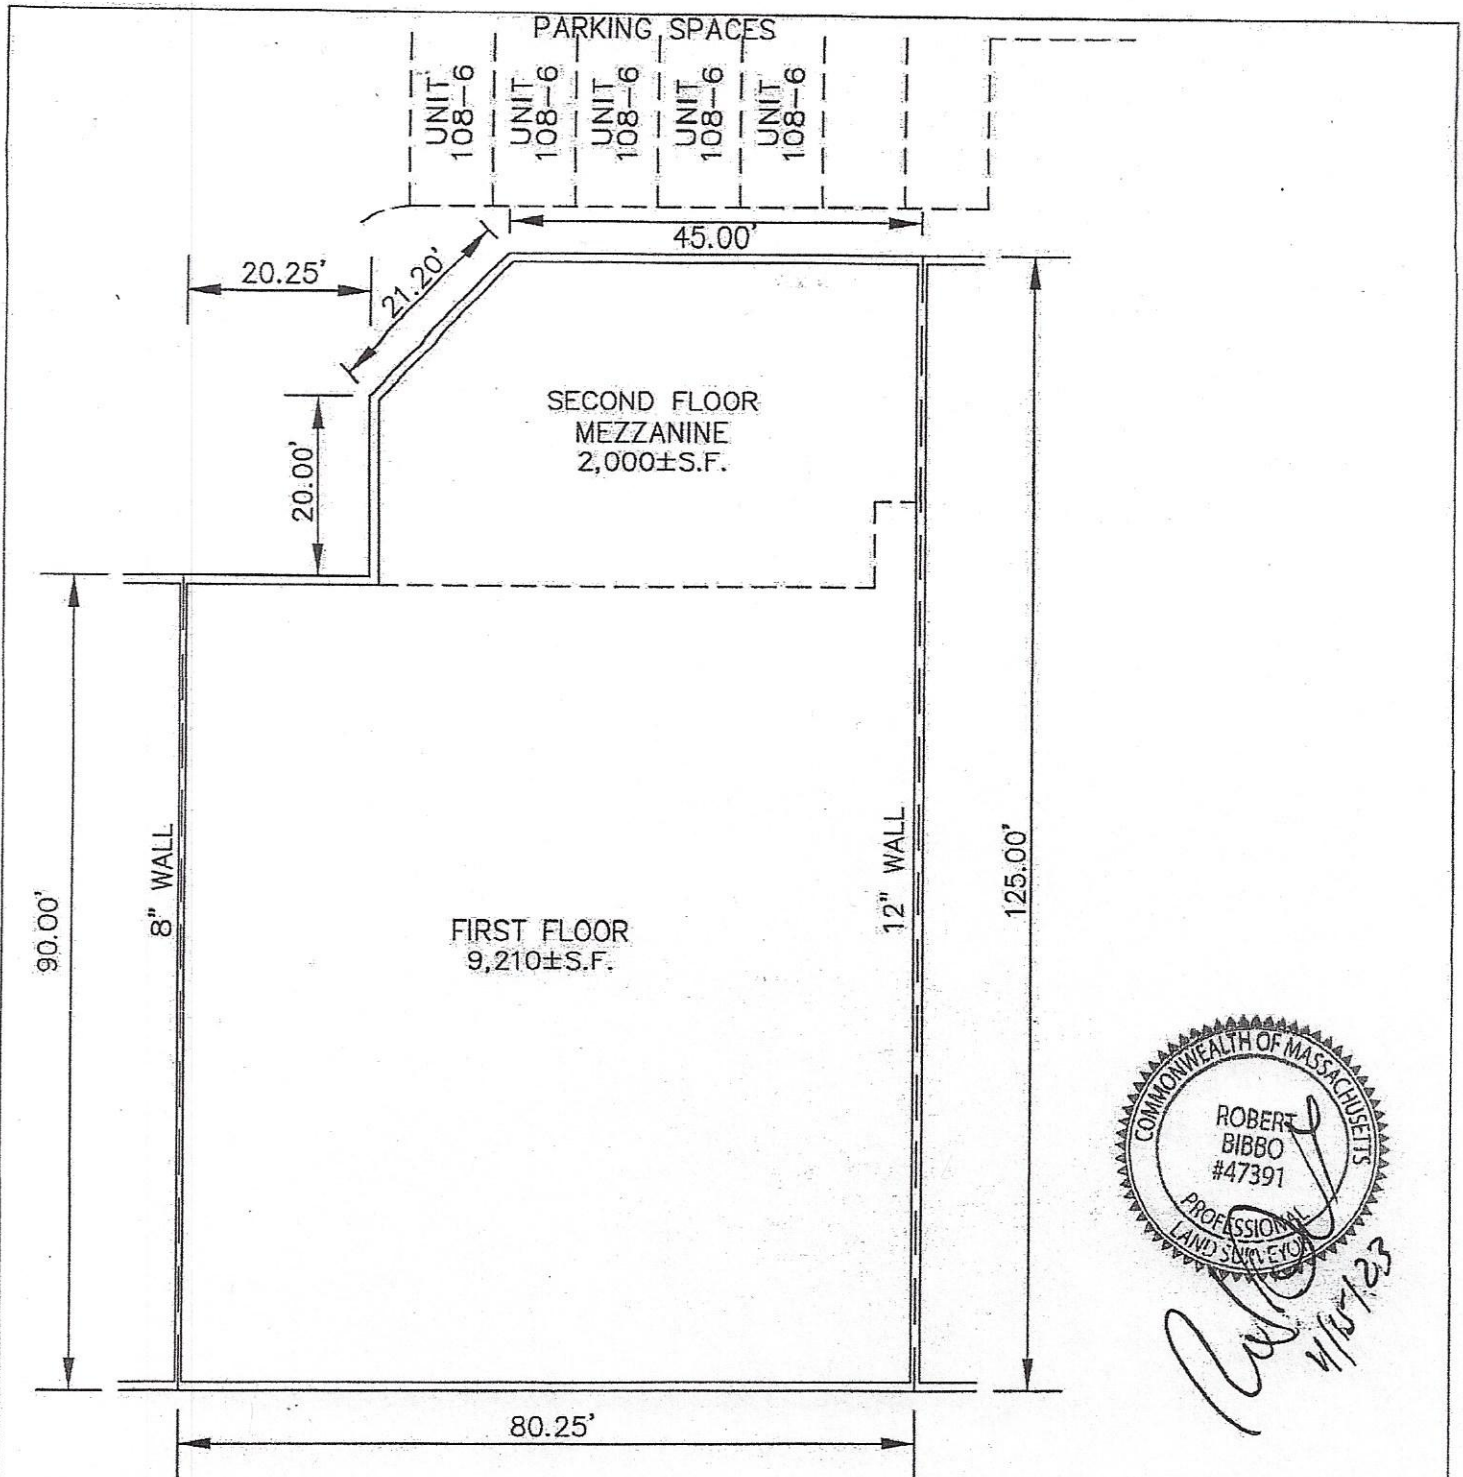 PARKING SPACES
UNIT
108-6
UNIT
108-6
UNIT
108-6
UNIT
108-6
UNIT
108-6
45.00'
20.25'
21.20'
20.00'
SECOND FLOOR
MEZZANINE
2,000±S.F.
90.00'
8" WALL
FIRST FLOOR
9,210±S.F.
12" WALL
125.00'
80.25'
COMMONWEALTH OF MASSACHUSETTS
ROBERT
BIBBO
#47391
PROFESSIONAL
LAND SURVEYOR